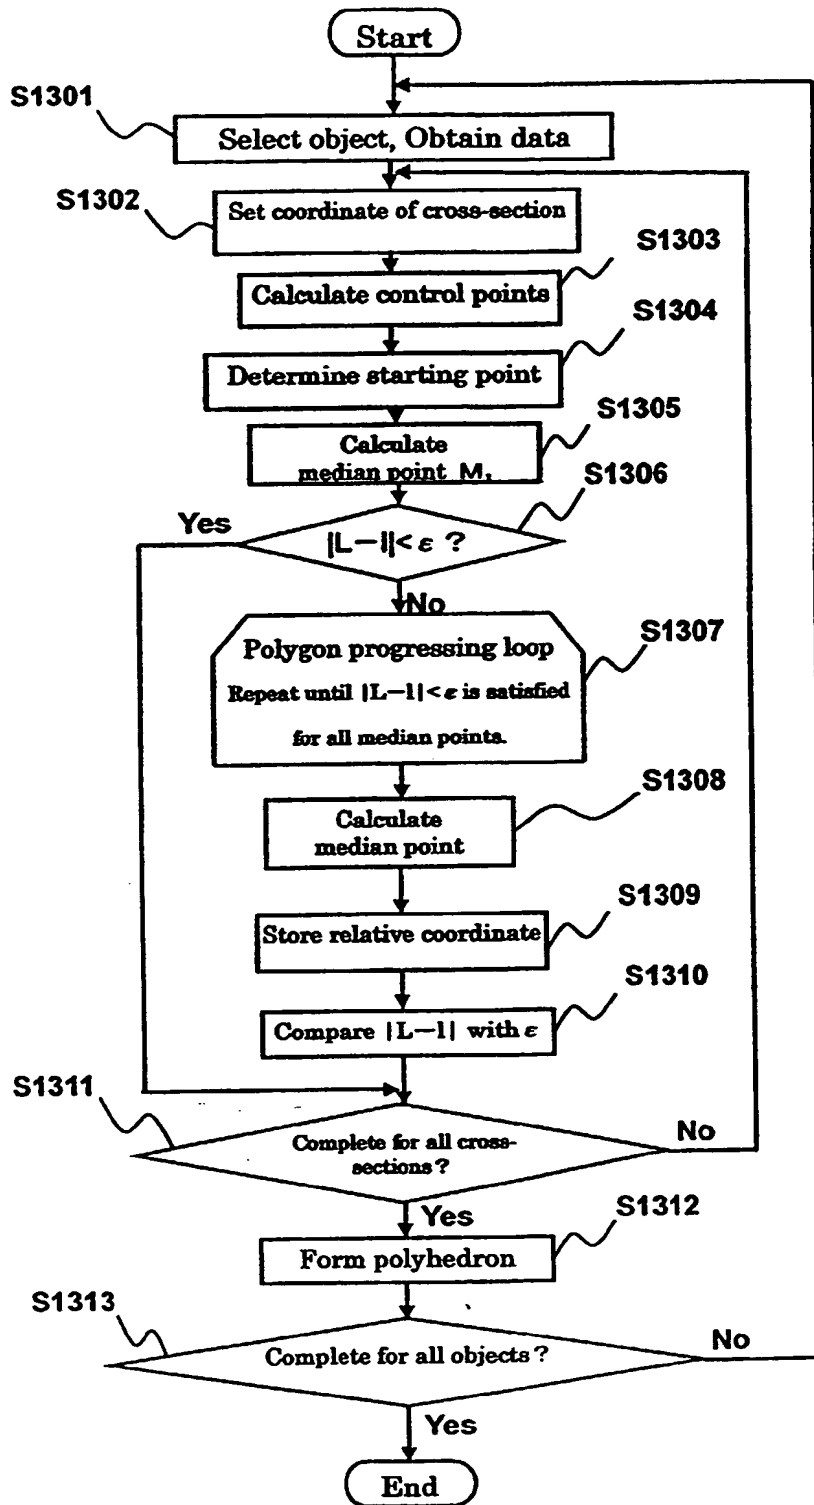 Start
S1301
Select object, Obtain data
S1302
Set coordinate of cross-section
S1303
Calculate control points
S1304
Determine starting point
S1305
Calculate
median point M,
S1306
Yes
|L−l|<ε ?
No
S1307
Polygon progressing loop
Repeat until |L−l|<ε is satisfied
for all median points.
S1308
Calculate
median point
S1309
Store relative coordinate
S1310
Compare |L−l| with ε
S1311
Complete for all cross-
sections?
No
Yes
S1312
Form polyhedron
S1313
Complete for all objects?
No
Yes
End